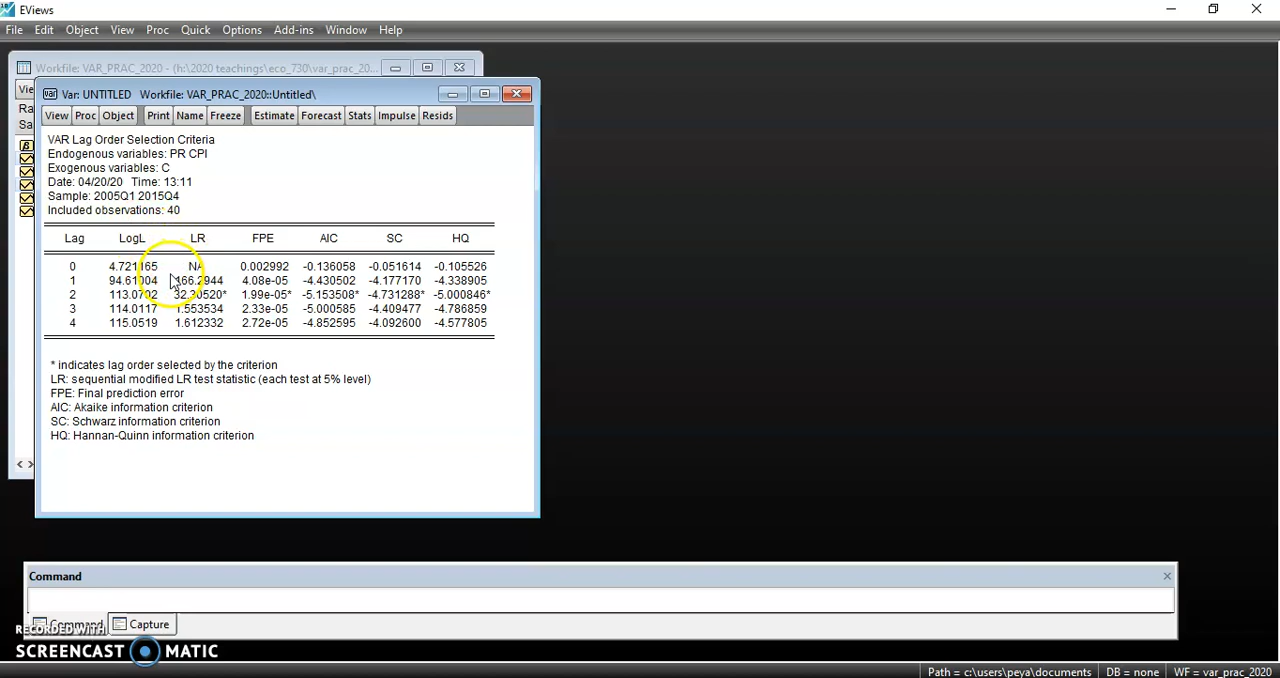 EViews
File Edit Object View Proc Quick Options Add-ins Window Help
Workfile: VAR_PRAC_2020 - (h:\2020 teachings\eco_730\var_prac_20...
Var: UNTITLED Workfile: VAR_PRAC_2020::Untitled\
View Proc Object Print Name Freeze Estimate Forecast Stats Impulse Resids
VAR Lag Order Selection Criteria
Endogenous variables: PR CPI
Exogenous variables: C
Date: 04/20/20 Time: 13:11
Sample: 2005Q1 2015Q4
Included observations: 40
Lag LogL LR FPE AIC SC HQ
0 4.721165 NA 0.002992 -0.136058 -0.051614 -0.105526
1 94.61004 166.2944 4.08e-05 -4.430502 -4.177170 -4.338905
2 113.0702 32.30520* 1.99e-05* -5.153508* -4.731288* -5.000846*
3 114.0117 1.553534 2.33e-05 -5.000585 -4.409477 -4.786859
4 115.0519 1.612332 2.72e-05 -4.852595 -4.092600 -4.577805
* indicates lag order selected by the criterion
LR: sequential modified LR test statistic (each test at 5% level)
FPE: Final prediction error
AIC: Akaike information criterion
SC: Schwarz information criterion
HQ: Hannan-Quinn information criterion
Command
Command Capture
RECORDED WITH
SCREENCAST MATIC
Path = c:\users\peya\documents DB = none WF = var_prac_2020